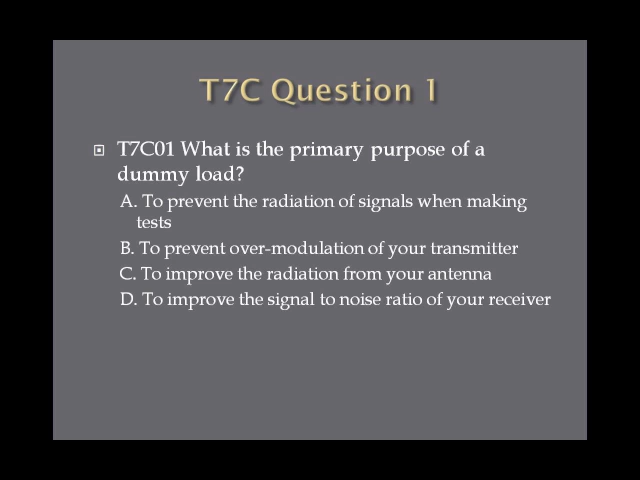 T7C Question 1
T7C01 What is the primary purpose of a
dummy load?
A. To prevent the radiation of signals when making
tests
B. To prevent over-modulation of your transmitter
C. To improve the radiation from your antenna
D. To improve the signal to noise ratio of your receiver